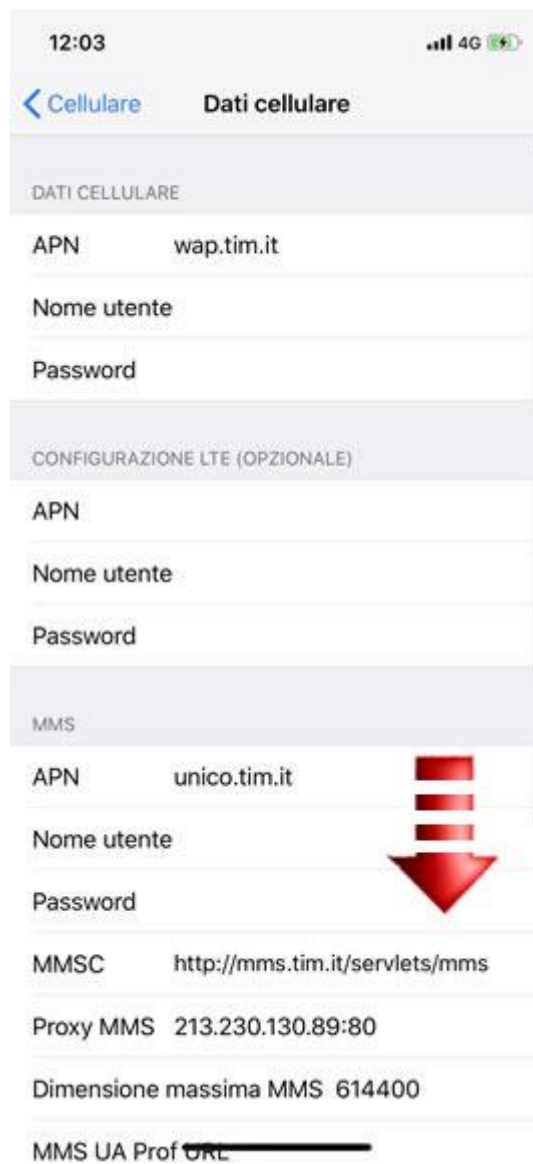 12:03
4G
Cellulare Dati cellulare
DATI CELLULARE
APN wap.tim.it
Nome utente
Password
CONFIGURAZIONE LTE (OPZIONALE)
APN
Nome utente
Password
MMS
APN unico.tim.it
Nome utente
Password
MMSC http://mms.tim.it/servlets/mms
Proxy MMS 213.230.130.89:80
Dimensione massima MMS 614400
MMS UA Prof URL